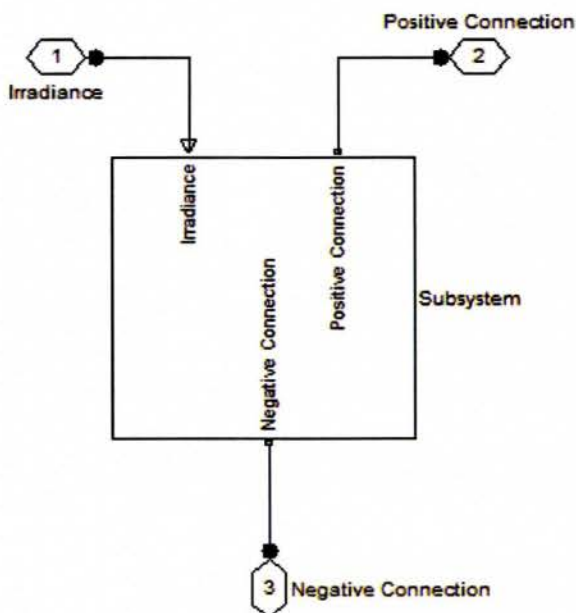 Positive Connection
1
2
Irradiance
Irradiance
Positive Connection
Negative Connection
Subsystem
3
Negative Connection